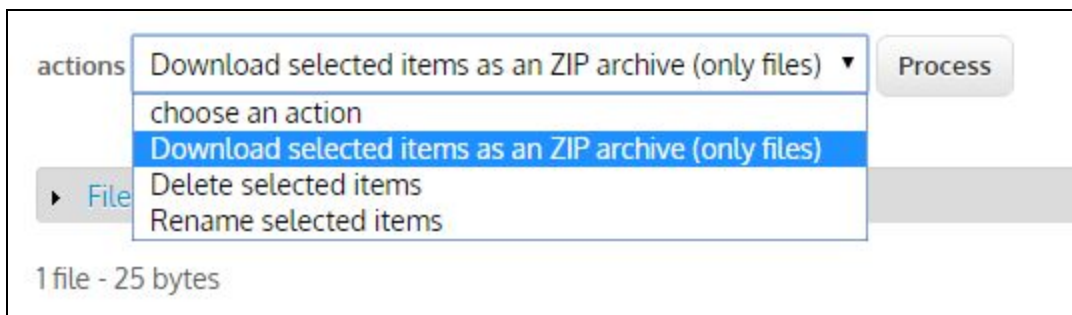 actions Download selected items as an ZIP archive (only files) ▼ Process
choose an action
Download selected items as an ZIP archive (only files)
Delete selected items
File
Rename selected items
1 file - 25 bytes